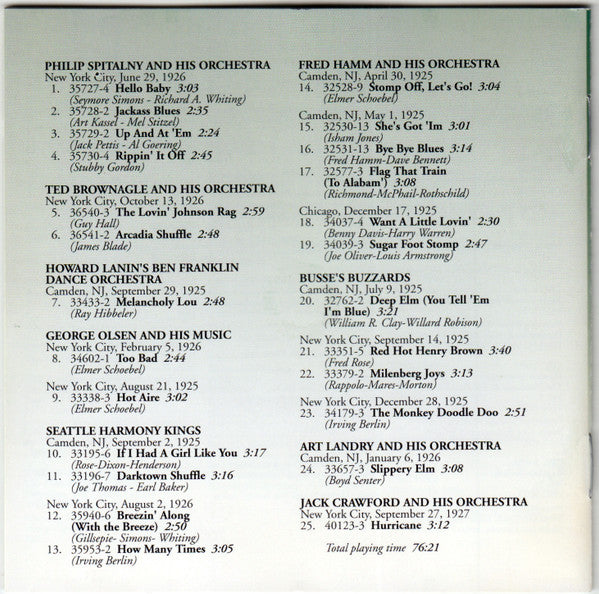 PHILIP SPITALNY AND HIS ORCHESTRA
New York City, June 29, 1926
1. 35727-4 Hello Baby 3:03
(Seymore Simons - Richard A. Whiting)
2. 35728-2 Jackass Blues 2:35
(Art Kassel - Mel Stitzel)
3. 35729-2 Up And At 'Em 2:24
(Jack Pettis - Al Goering)
4. 35730-4 Rippin' It Off 2:45
(Stubby Gordon)
TED BROWNAGLE AND HIS ORCHESTRA
New York City, October 13, 1926
5. 36540-3 The Lovin' Johnson Rag 2:59
(Guy Hall)
6. 36541-2 Arcadia Shuffle 2:48
(James Blade)
HOWARD LANIN'S BEN FRANKLIN
DANCE ORCHESTRA
Camden, NJ, September 29, 1925
7. 33433-2 Melancholy Lou 2:48
(Ray Hibbeler)
GEORGE OLSEN AND HIS MUSIC
New York City, February 5, 1926
8. 34602-1 Too Bad 2:44
(Elmer Schoebel)
New York City, August 21, 1925
9. 33338-3 Hot Aire 3:02
(Elmer Schoebel)
SEATTLE HARMONY KINGS
Camden, NJ, September 2, 1925
10. 33195-6 If I Had A Girl Like You 3:17
(Rose-Dixon-Henderson)
11. 33196-7 Darktown Shuffle 3:16
(Joe Thomas - Earl Baker)
New York City, August 2, 1926
12. 35940-6 Breezin' Along
(With the Breeze) 2:50
(Gillsepie- Simons- Whiting)
13. 35953-2 How Many Times 3:05
(Irving Berlin)
FRED HAMM AND HIS ORCHESTRA
Camden, NJ, April 30, 1925
14. 32528-9 Stomp Off, Let's Go! 3:04
(Elmer Schoebel)
Camden, NJ, May 1, 1925
15. 32530-13 She's Got 'Im 3:01
(Isham Jones)
16. 32531-13 Bye Bye Blues 3:14
(Fred Hamm-Dave Bennett)
17. 32577-3 Flag That Train
(To Alabam') 3:08
(Richmond-McPhail-Rothschild)
Chicago, December 17, 1925
18. 34037-4 Want A Little Lovin' 2:30
(Benny Davis-Harry Warren)
19. 34039-3 Sugar Foot Stomp 2:47
(Joe Oliver-Louis Armstrong)
BUSSE'S BUZZARDS
Camden, NJ, July 9, 1925
20. 32762-2 Deep Elm (You Tell 'Em
I'm Blue) 3:21
(William R. Clay-Willard Robison)
New York City, September 14, 1925
21. 33351-5 Red Hot Henry Brown 3:40
(Fred Rose)
22. 33379-2 Milenberg Joys 3:13
(Rappolo-Mares-Morton)
New York City, December 28, 1925
23. 34179-3 The Monkey Doodle Doo 2:51
(Irving Berlin)
ART LANDRY AND HIS ORCHESTRA
Camden, NJ, January 6, 1926
24. 33657-3 Slippery Elm 3:08
(Boyd Senter)
JACK CRAWFORD AND HIS ORCHESTRA
New York City, September 27, 1927
25. 40123-3 Hurricane 3:12
Total playing time 76:21